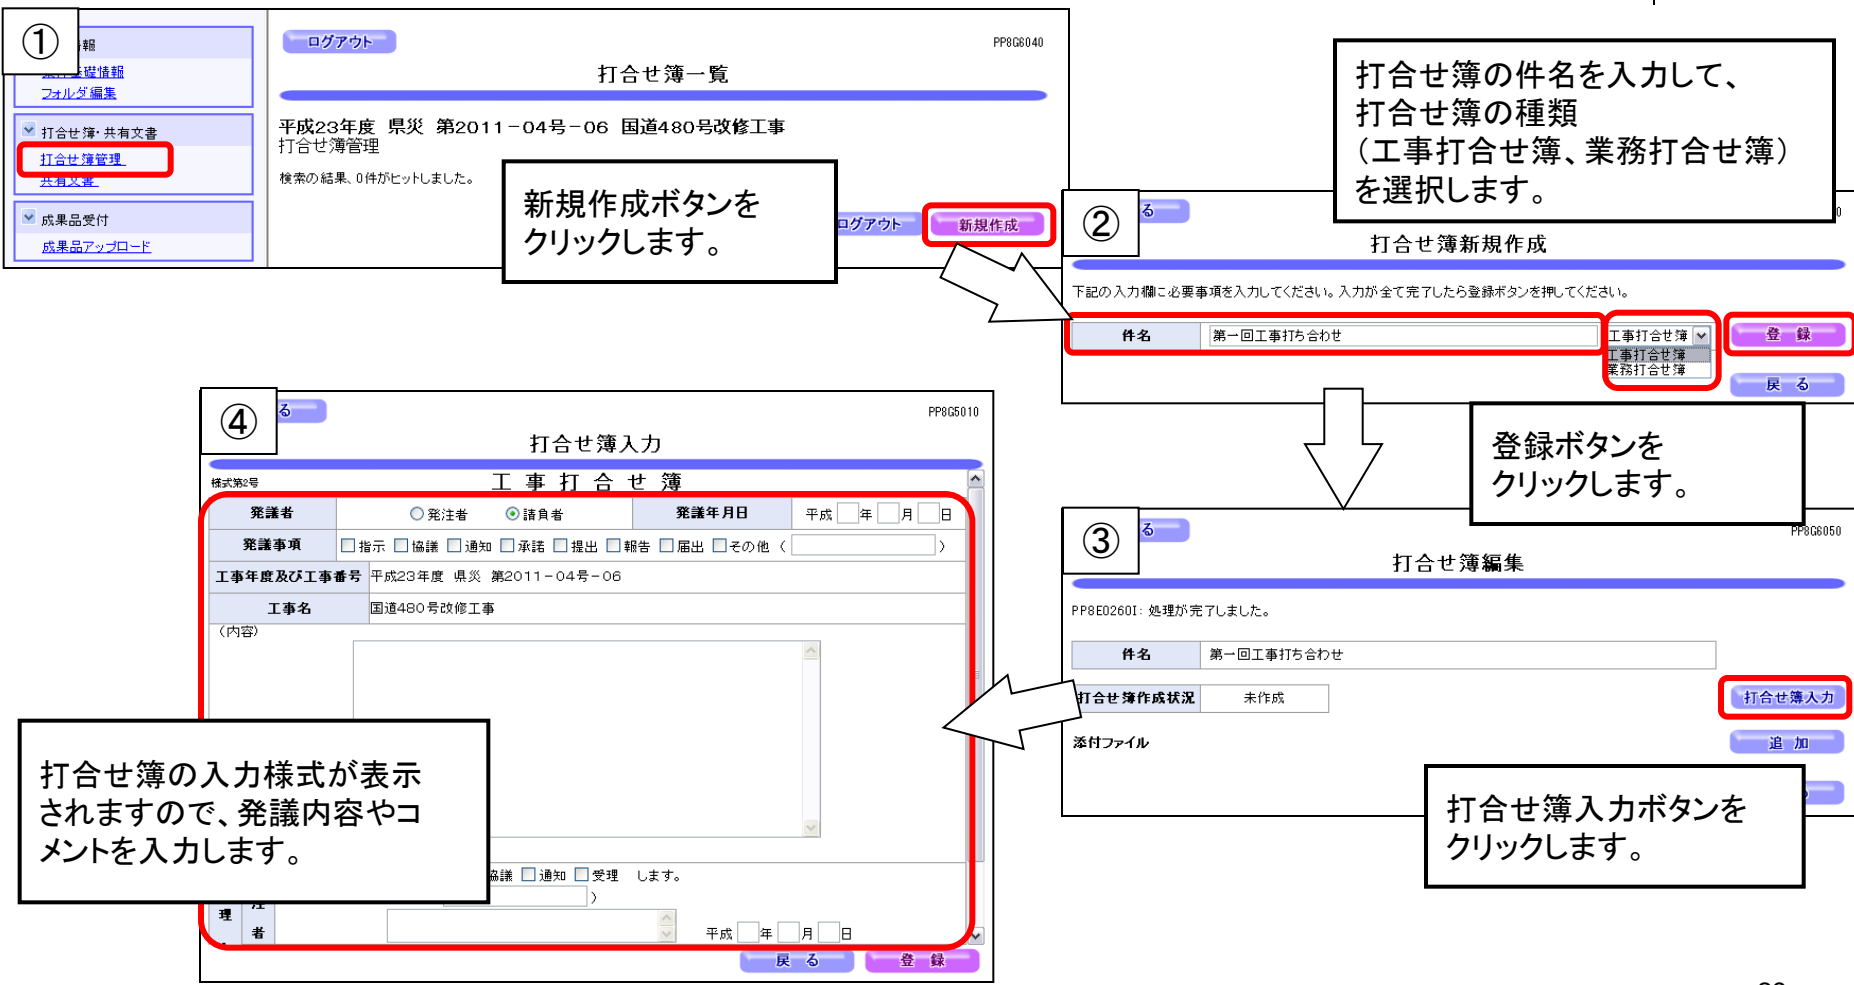 ①
報
基礎情報
フォルダ編集
打合せ簿・共有文書
打合せ簿管理
共有文書
成果品受付
成果品アップロード
ログアウト
PP8G6040
打合せ簿一覧
平成23年度 県災 第2011-04号-06 国道480号改修工事
打合せ簿管理
検索の結果、0件がヒットしました。
ログアウト
新規作成
新規作成ボタンを
クリックします。
打合せ簿の件名を入力して、
打合せ簿の種類
（工事打合せ簿、業務打合せ簿）
を選択します。
②
る
0
打合せ簿新規作成
下記の入力欄に必要事項を入力してください。入力が全て完了したら登録ボタンを押してください。
件名
第一回工事打ち合わせ
工事打合せ簿
工事打合せ簿
業務打合せ簿
登 録
戻 る
登録ボタンを
クリックします。
③
る
PP8G6050
打合せ簿編集
PP8E0260I: 処理が完了しました。
件名
第一回工事打ち合わせ
打合せ簿作成状況
未作成
打合せ簿入力
添付ファイル
追 加
打合せ簿入力ボタンを
クリックします。
④
る
PP8G5010
打合せ簿入力
様式第2号
工 事 打 合 せ 簿
発議者
発注者 請負者
発議年月日
平成 年 月 日
発議事項
指示 協議 通知 承諾 提出 報告 届出 その他 （ ）
工事年度及び工事番号
平成23年度 県災 第2011-04号-06
工事名
国道480号改修工事
（内容）
打合せ簿の入力様式が表示
されますので、発議内容やコ
メントを入力します。
協議 通知 受理 します。
）
理
注
者
平成 年 月 日
戻 る
登 録